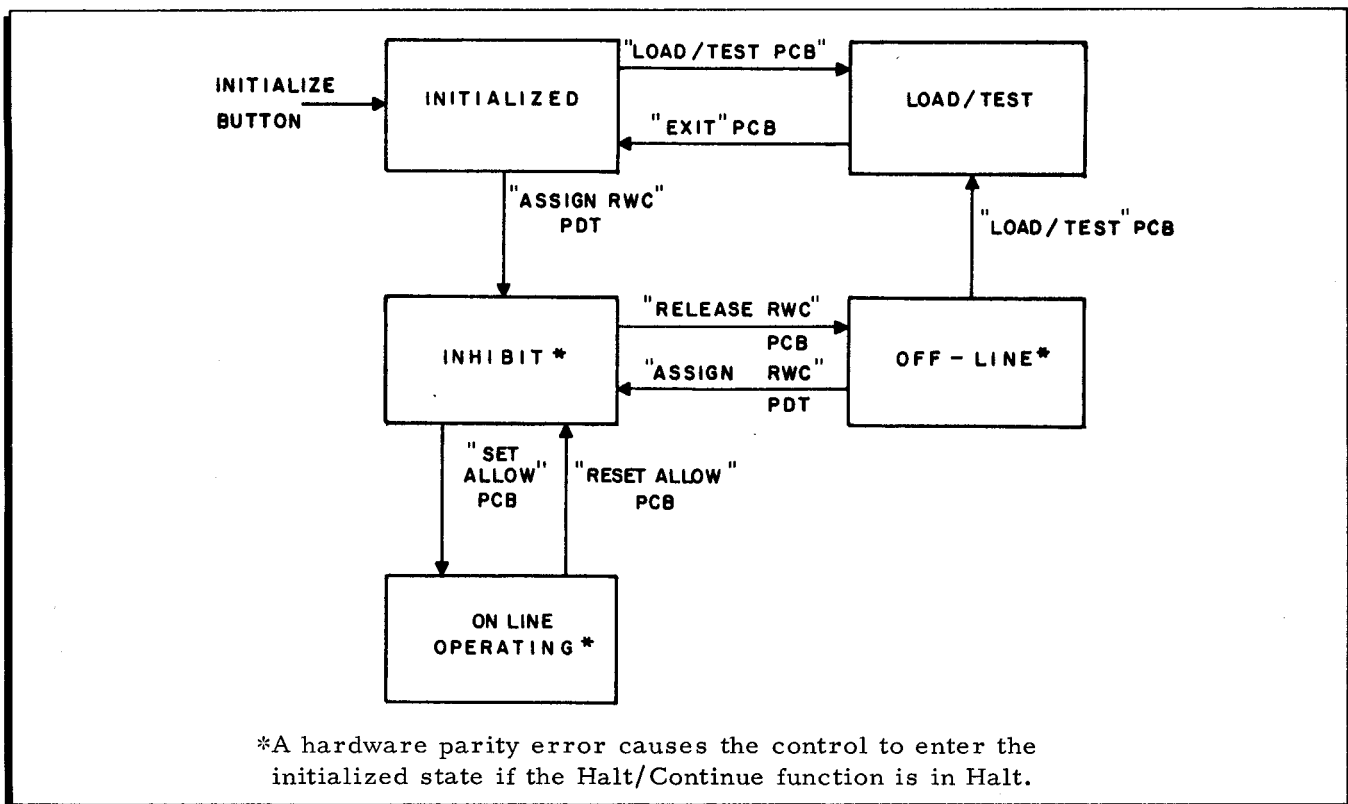 "LOAD/TEST PCB"
INITIALIZE
BUTTON
INITIALIZED
LOAD/TEST
"EXIT" PCB
"ASSIGN RWC"
PDT
"LOAD/TEST" PCB
"RELEASE RWC"
PCB
INHIBIT*
OFF-LINE*
"ASSIGN RWC"
PDT
"SET
ALLOW"
PCB
"RESET ALLOW"
PCB
ON LINE
OPERATING*
*A hardware parity error causes the control to enter the
initialized state if the Halt/Continue function is in Halt.